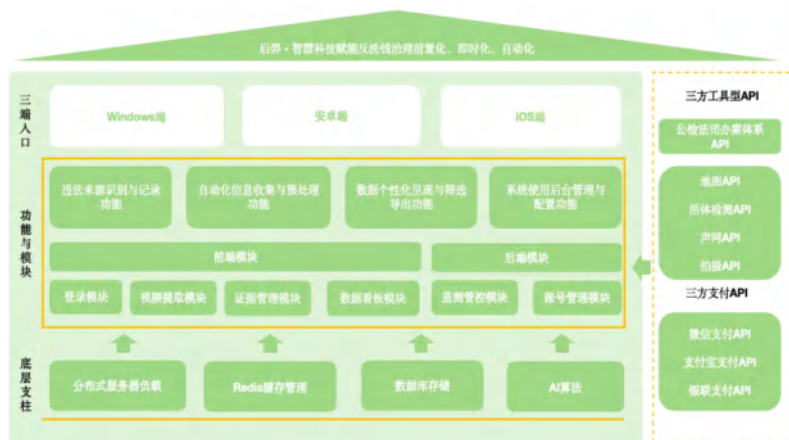 后羿·智慧科技赋能反洗钱治理前置化、即时化、自动化
三端入口
Windows端
安卓端
iOS端
功能与模块
违法来源识别与记录
功能
自动化信息收集与预处理
功能
数据个性化呈现与筛选
导出功能
系统使用后台管理与
配置功能
前端模块
后端模块
登录模块
视频提取模块
证据管理模块
数据看板模块
监测管控模块
账号管理模块
底层支柱
分布式服务器负载
Redis缓存管理
数据库存储
AI算法
三方工具型API
公检法司办案体系
API
地图API
活体检测API
声网API
拍摄API
三方支付API
微信支付API
支付宝支付API
银联支付API